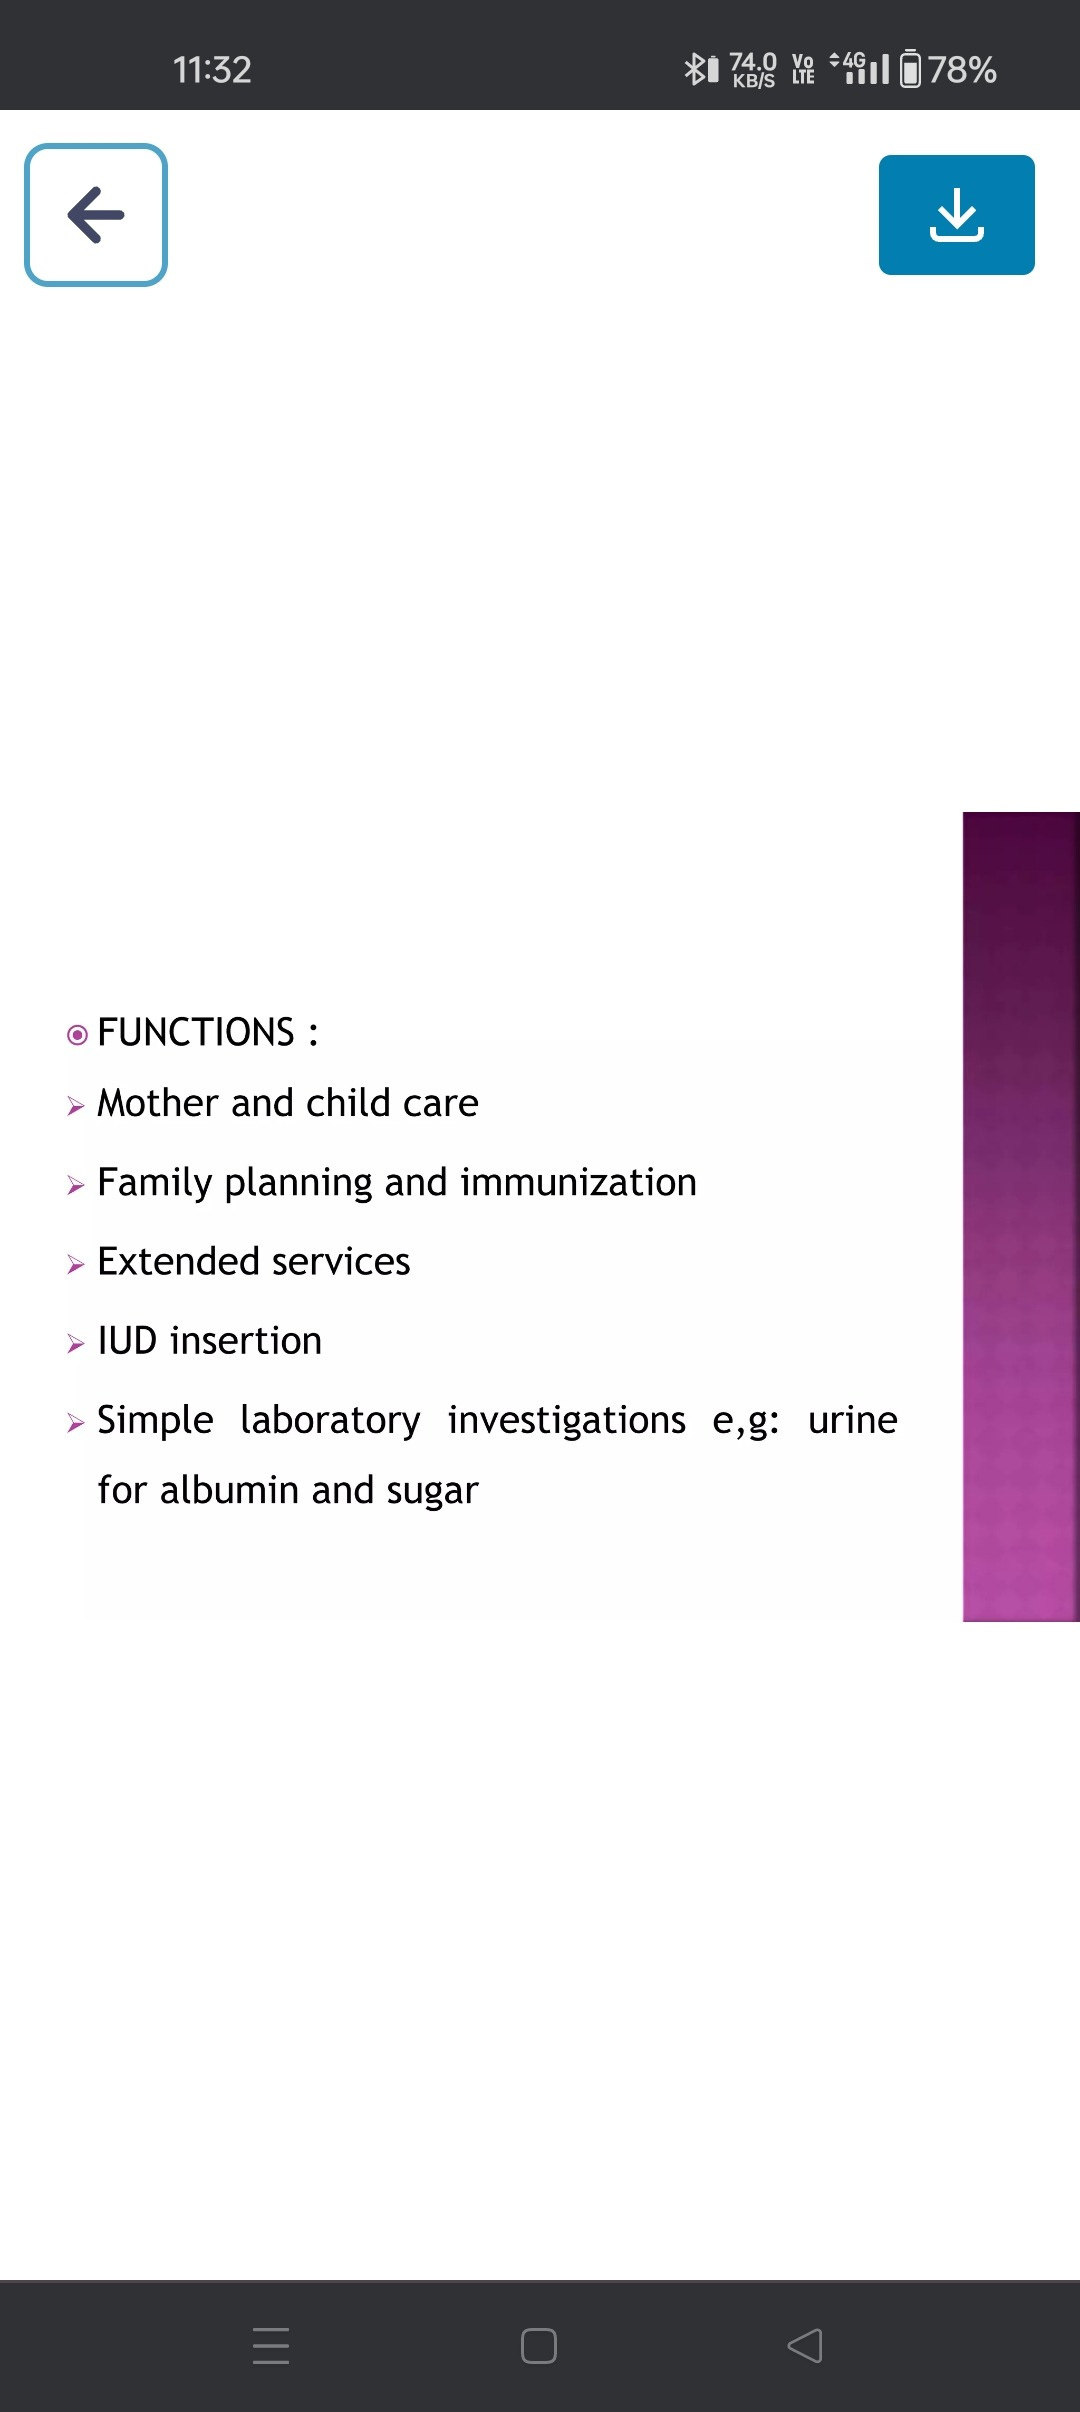 11:32
74.0
KB/S
Vo
LTE
4G
78%
FUNCTIONS :
Mother and child care
Family planning and immunization
Extended services
IUD insertion
Simple laboratory investigations e,g: urine
for albumin and sugar